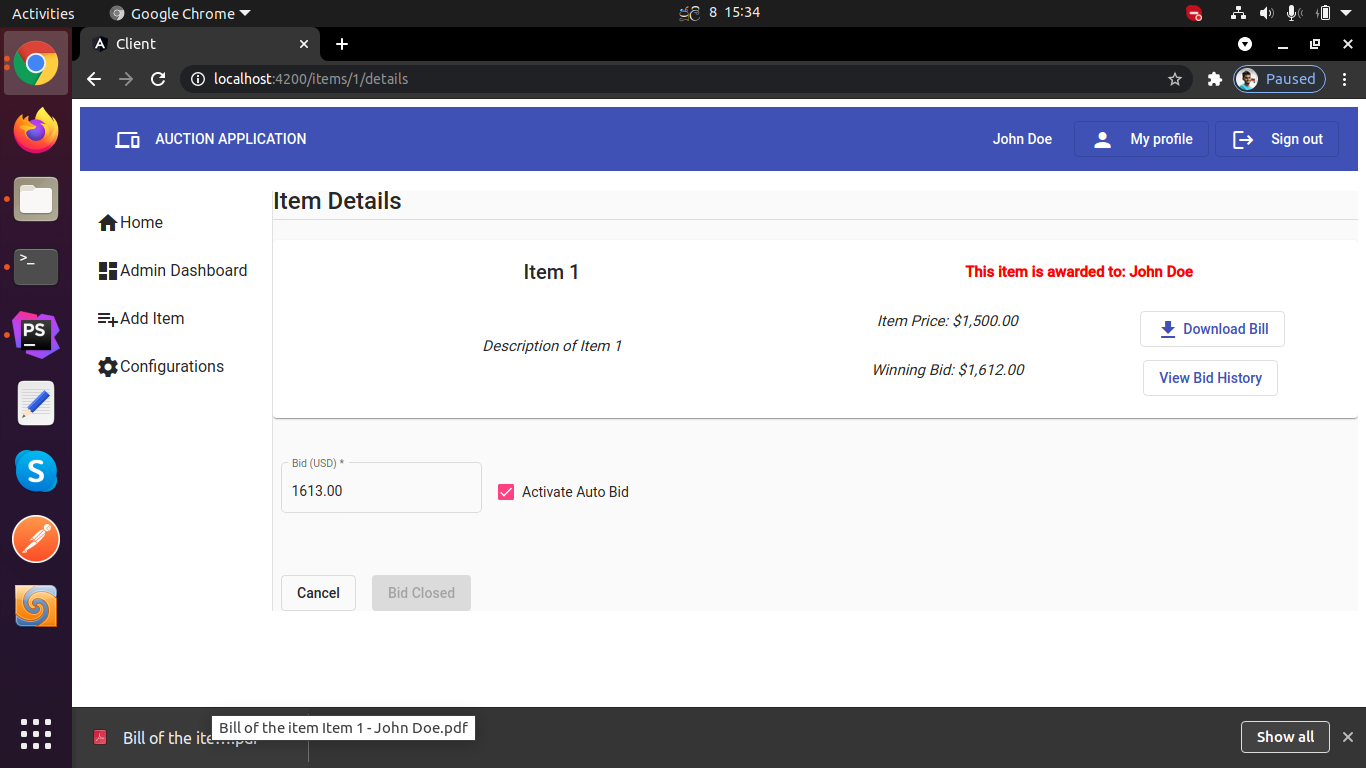 Activities
Google Chrome
ජූලි 8 15:34
Client
localhost:4200/items/1/details
Paused
AUCTION APPLICATION
John Doe
My profile
Sign out
Home
Admin Dashboard
Add Item
Configurations
Item Details
Item 1
Description of Item 1
This item is awarded to: John Doe
Item Price: $1,500.00
Download Bill
Winning Bid: $1,612.00
View Bid History
Bid (USD) *
1613.00
Activate Auto Bid
Cancel
Bid Closed
Bill of the item Item 1 - John Doe.pdf
Bill of the ite....pdf
Show all
PS
S
>_